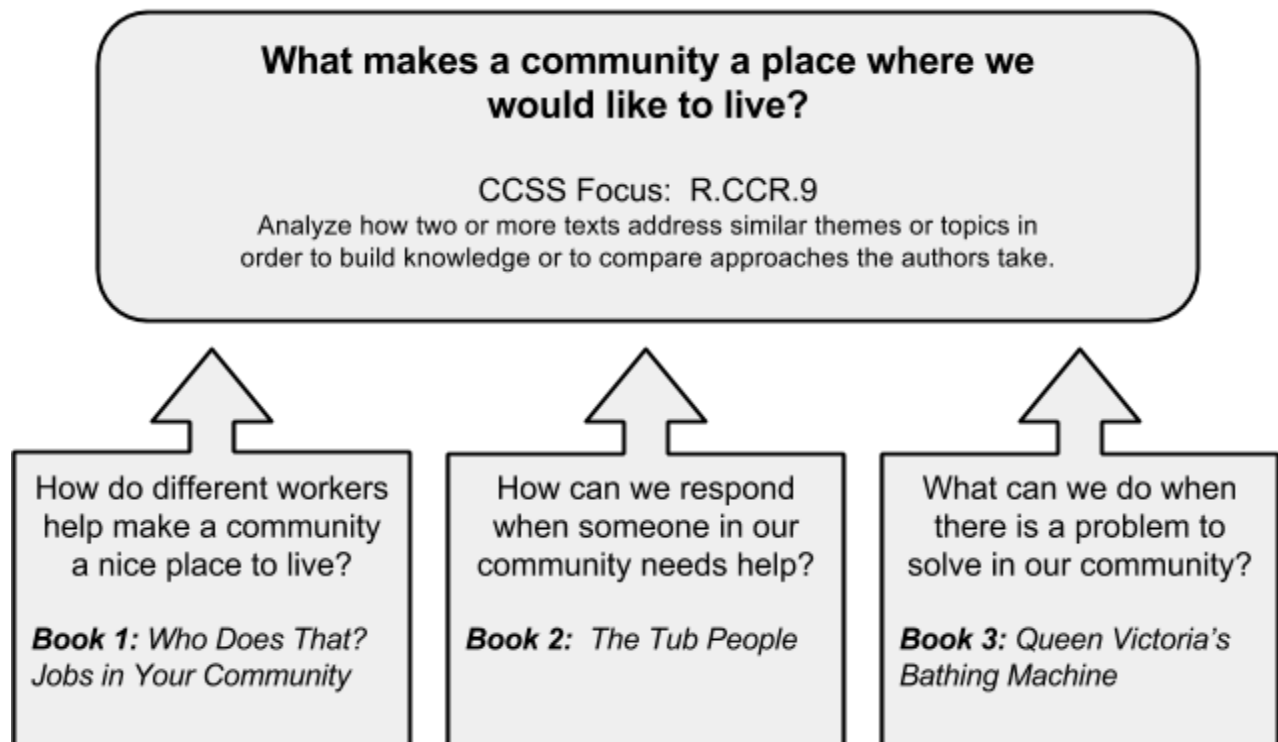 What makes a community a place where we
would like to live?
CCSS Focus:  R.CCR.9
Analyze how two or more texts address similar themes or topics in
order to build knowledge or to compare approaches the authors take.
How do different workers
help make a community
a nice place to live?
Book 1: Who Does That?
Jobs in Your Community
How can we respond
when someone in our
community needs help?
Book 2:  The Tub People
What can we do when
there is a problem to
solve in our community?
Book 3: Queen Victoria's
Bathing Machine